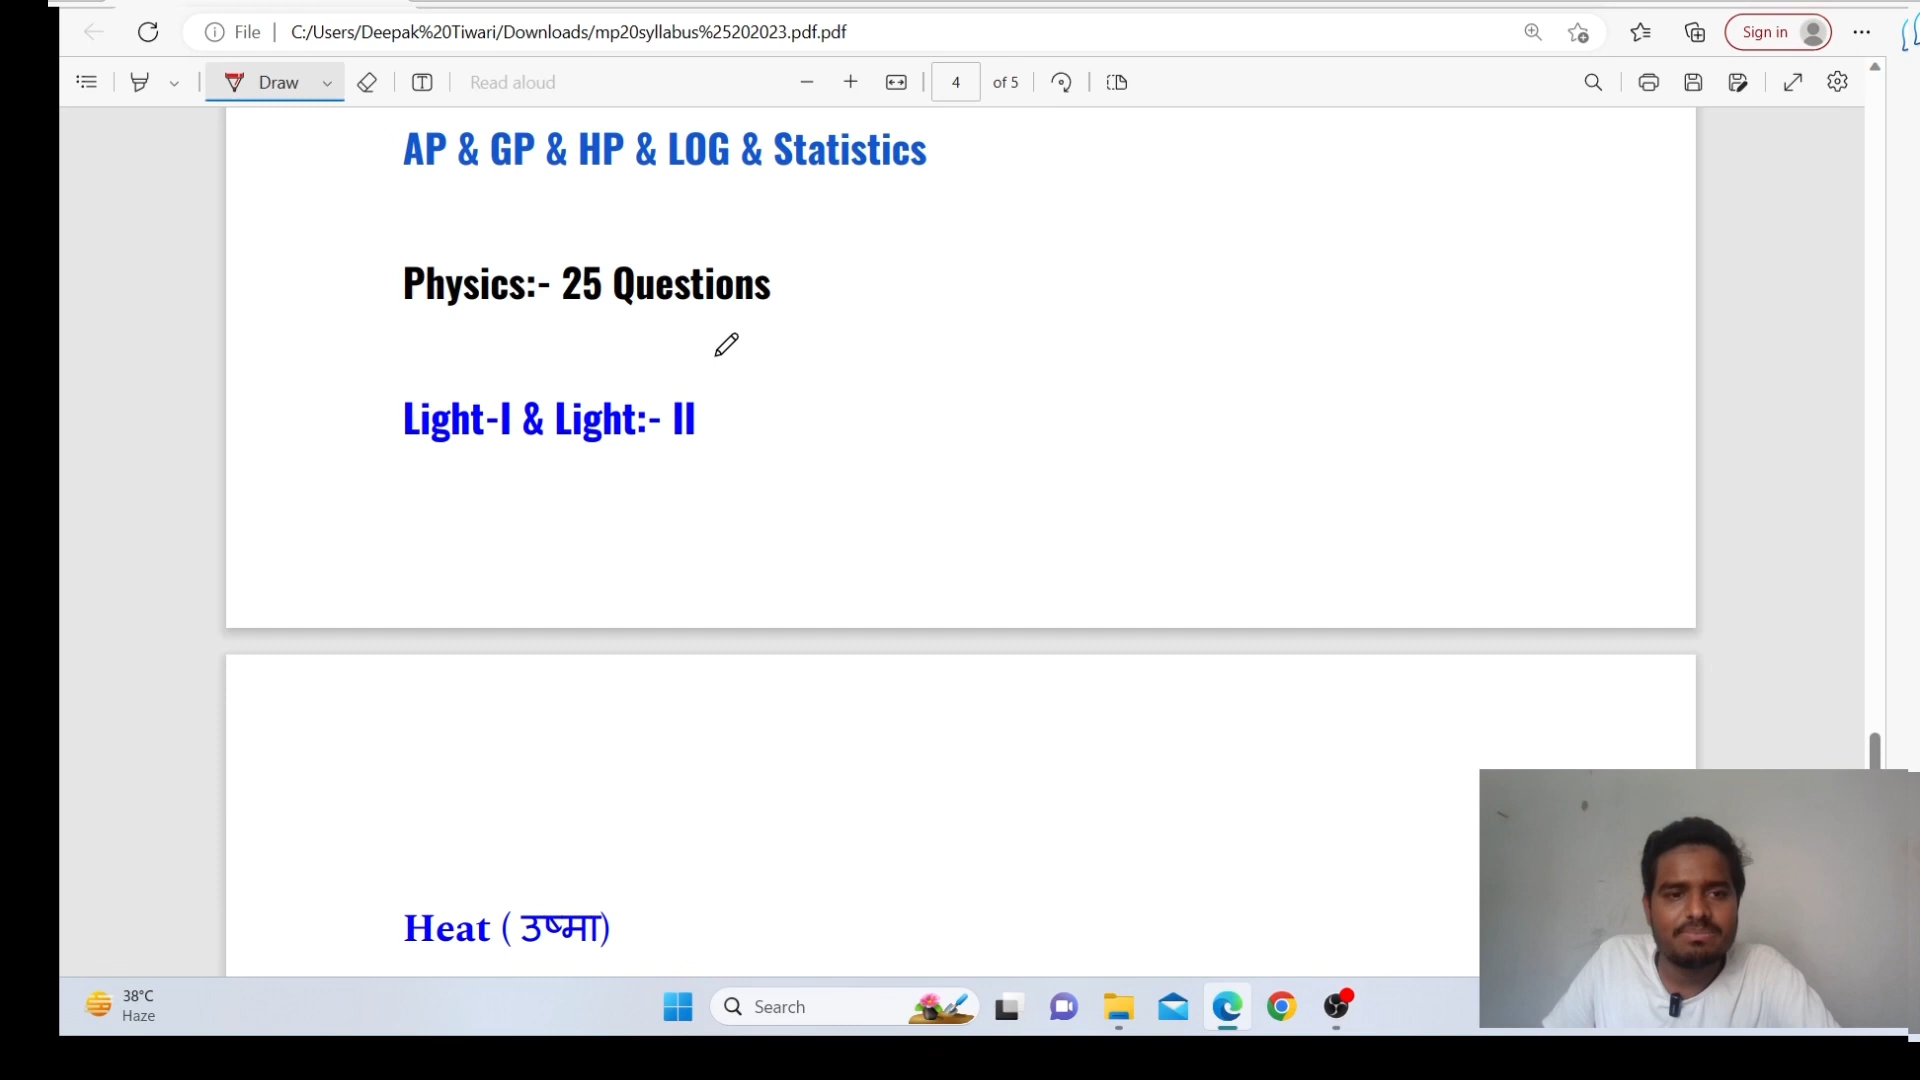 File
C:/Users/Deepak%20Tiwari/Downloads/mp20syllabus%25202023.pdf.pdf
Sign in
Draw
Read aloud
4
of 5
AP & GP & HP & LOG & Statistics
Physics:- 25 Questions
Light-I & Light:- II
Heat ( उष्मा)
38°C
Haze
Search